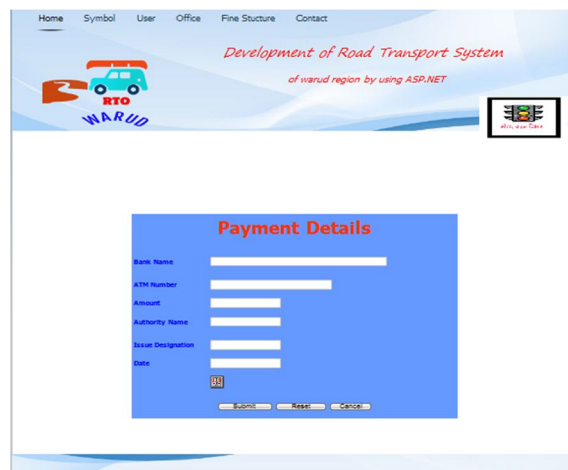 Home Symbol User Office Fine Stucture Contact
Development of Road Transport System
of warud region by using ASP.NET
RTO
WARUD
Payment Details
Bank Name
ATM Number
Amount
Authority Name
Issue Designation
Date
Submit Reset Cancel